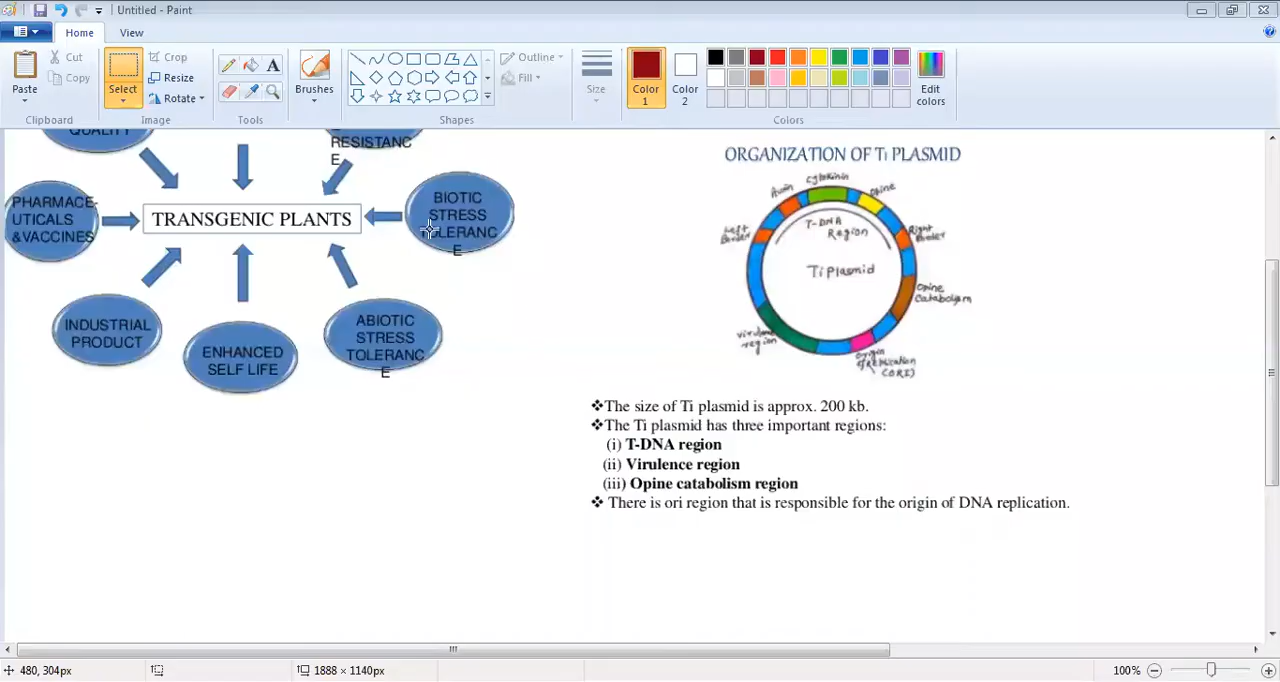 Untitled - Paint
Home
View
Paste
Cut
Copy
Clipboard
Select
Crop
Resize
Rotate
Image
Tools
Brushes
Shapes
Outline
Fill
Size
Color
1
Color
2
Edit
colors
Colors
QUALITY
RESISTANC
E
PHARMACE-
UTICALS
&VACCINES
TRANSGENIC PLANTS
BIOTIC
STRESS
TOLERANC
E
INDUSTRIAL
PRODUCT
ENHANCED
SELF LIFE
ABIOTIC
STRESS
TOLERANC
E
ORGANIZATION OF Ti PLASMID
Auxin
Cytokinin
Opine
Left
Border
T-DNA
Region
Right
Border
Ti Plasmid
Opine
Catabolism
virulence
region
Origin
of Replication
(ORI)
❖The size of Ti plasmid is approx. 200 kb.
❖The Ti plasmid has three important regions:
(i) T-DNA region
(ii) Virulence region
(iii) Opine catabolism region
❖ There is ori region that is responsible for the origin of DNA replication.
480, 304px
1888 × 1140px
100%